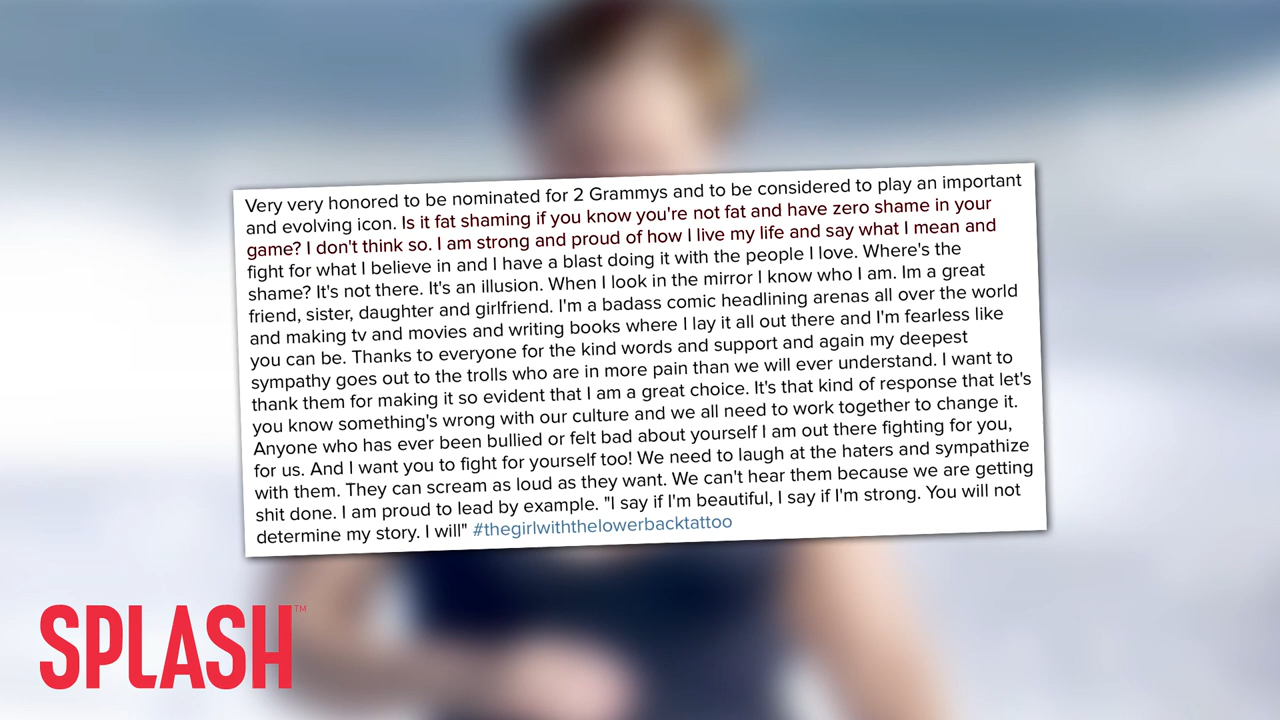 Very very honored to be nominated for 2 Grammys and to be considered to play an important
and evolving icon. Is it fat shaming if you know you're not fat and have zero shame in your
game? I don't think so. I am strong and proud of how I live my life and say what I mean and
fight for what I believe in and I have a blast doing it with the people I love. Where's the
shame? It's not there. It's an illusion. When I look in the mirror I know who I am. Im a great
friend, sister, daughter and girlfriend. I'm a badass comic headlining arenas all over the world
and making tv and movies and writing books where I lay it all out there and I'm fearless like
you can be. Thanks to everyone for the kind words and support and again my deepest
sympathy goes out to the trolls who are in more pain than we will ever understand. I want to
thank them for making it so evident that I am a great choice. It's that kind of response that let's
you know something's wrong with our culture and we all need to work together to change it.
Anyone who has ever been bullied or felt bad about yourself I am out there fighting for you,
for us. And I want you to fight for yourself too! We need to laugh at the haters and sympathize
with them. They can scream as loud as they want. We can't hear them because we are getting
shit done. I am proud to lead by example. "I say if I'm beautiful, I say if I'm strong. You will not
determine my story. I will" #thegirlwiththelowerbacktattoo
SPLASH™